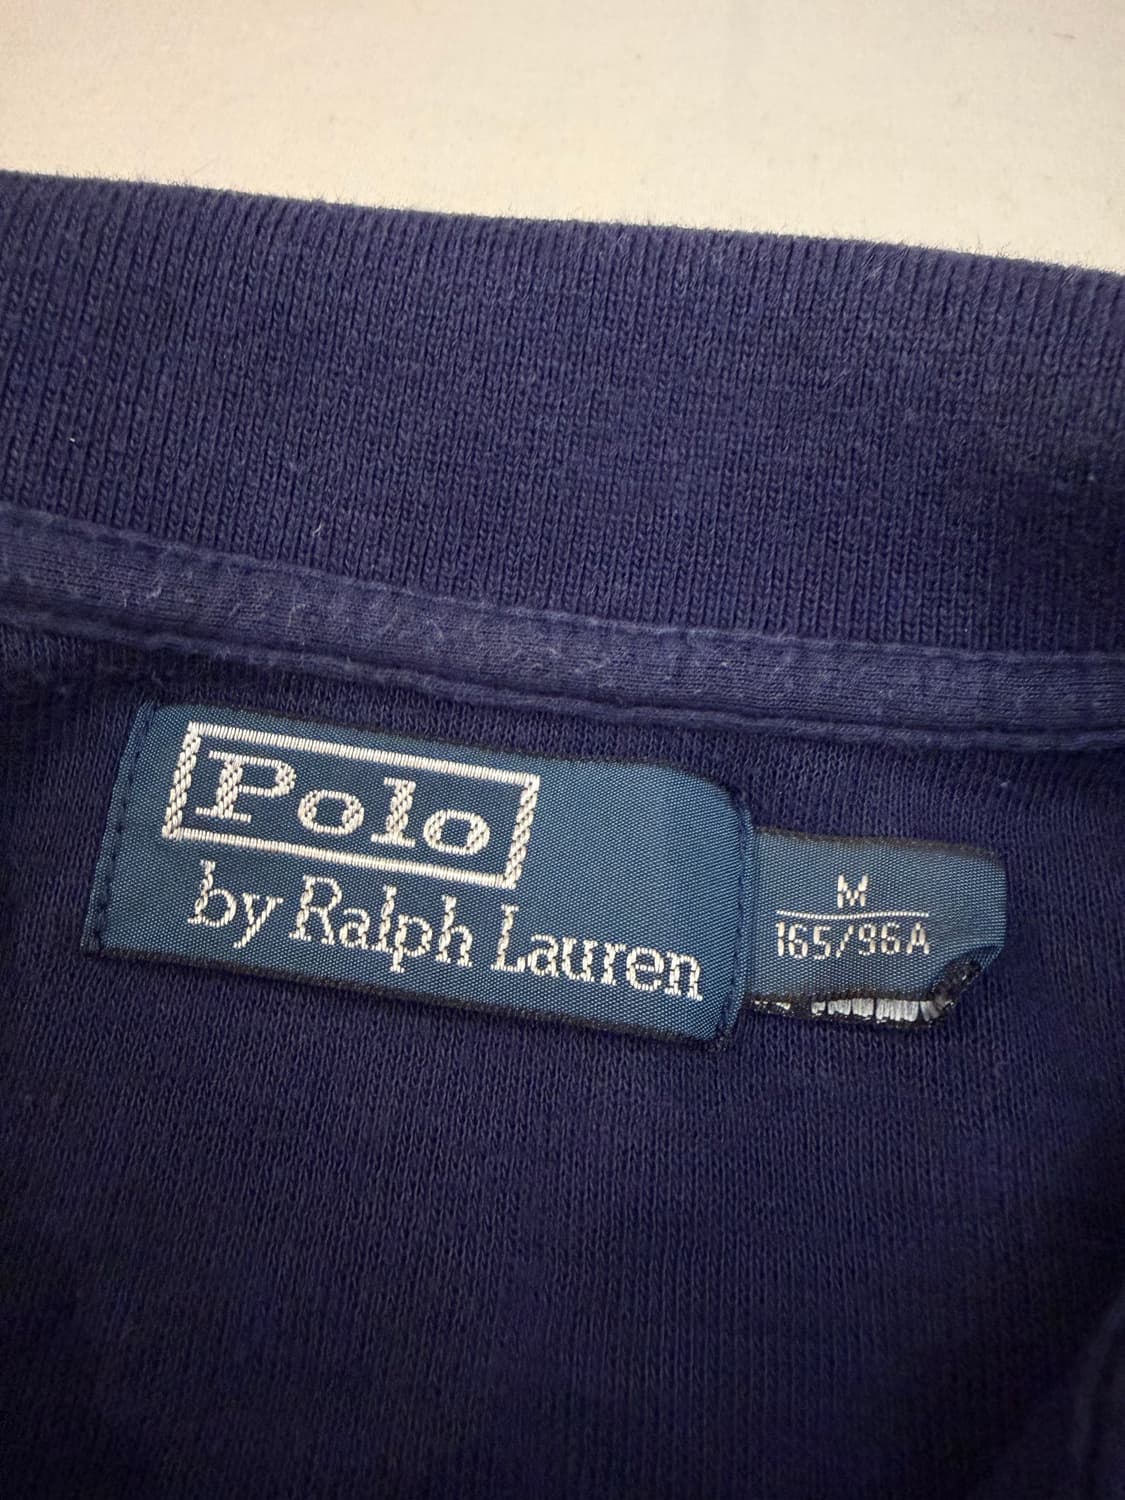 Polo
by Ralph Lauren
M
165/96A